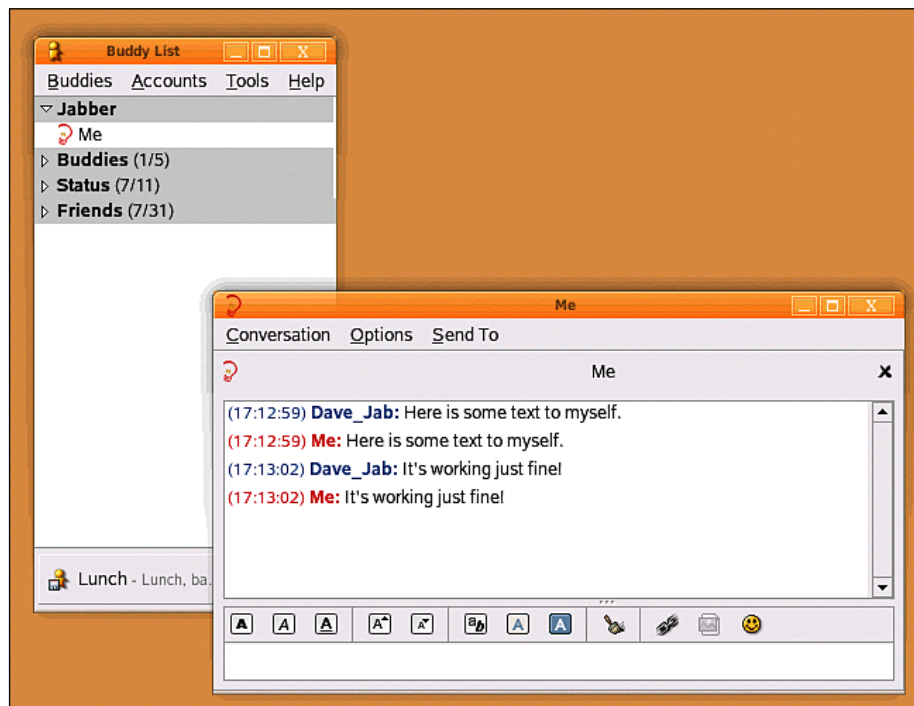 Buddy List
Buddies Accounts Tools Help
Jabber
Me
Buddies (1/5)
Status (7/11)
Friends (7/31)
Lunch - Lunch, ba.
Me
Conversation Options Send To
Me
(17:12:59) Dave_Jab: Here is some text to myself.
(17:12:59) Me: Here is some text to myself.
(17:13:02) Dave_Jab: It's working just fine!
(17:13:02) Me: It's working just fine!